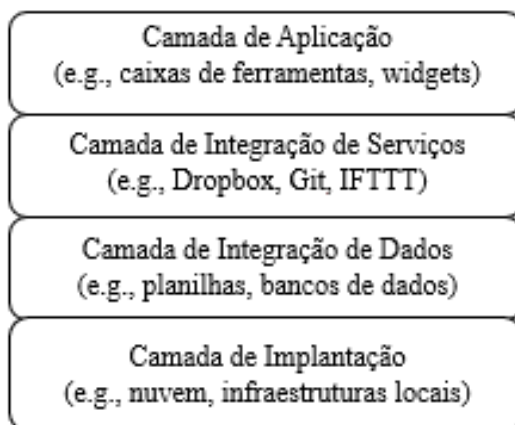 Camada de Aplicação
(e.g., caixas de ferramentas, widgets)
Camada de Integração de Serviços
(e.g., Dropbox, Git, IFTTT)
Camada de Integração de Dados
(e.g., planilhas, bancos de dados)
Camada de Implantação
(e.g., nuvem, infraestruturas locais)